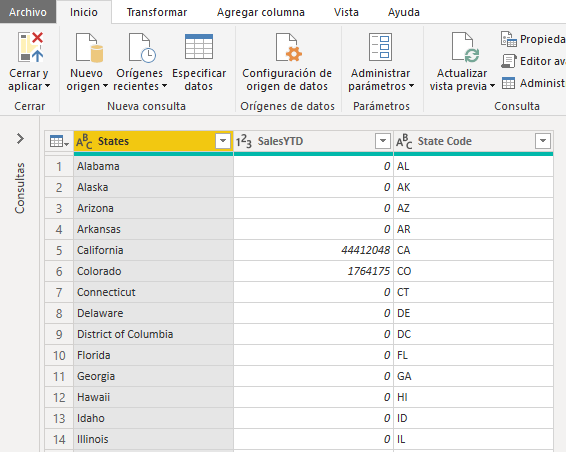 Archivo Inicio Transformar Agregar columna Vista Ayuda
Cerrar y aplicar
Nuevo origen
Orígenes recientes
Especificar datos
Configuración de origen de datos
Administrar parámetros
Actualizar vista previa
Propieda
Editor av
Administ
Cerrar Nueva consulta Orígenes de datos Parámetros Consulta
Consultas
ABC States 123 SalesYTD ABC State Code
1 Alabama 0 AL
2 Alaska 0 AK
3 Arizona 0 AZ
4 Arkansas 0 AR
5 California 44412048 CA
6 Colorado 1764175 CO
7 Connecticut 0 CT
8 Delaware 0 DE
9 District of Columbia 0 DC
10 Florida 0 FL
11 Georgia 0 GA
12 Hawaii 0 HI
13 Idaho 0 ID
14 Illinois 0 IL